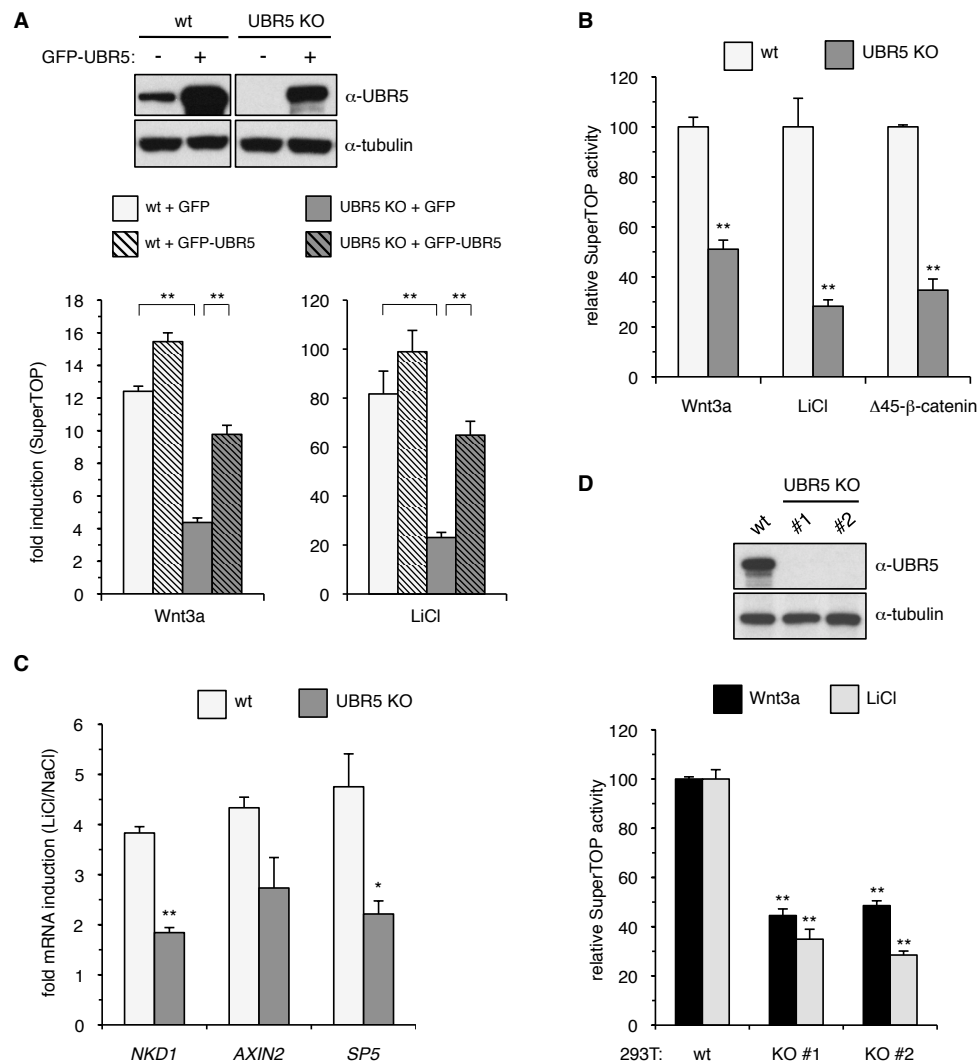 A
wt
UBR5 KO
GFP-UBR5: - + - +
α-UBR5
α-tubulin
wt + GFP
UBR5 KO + GFP
wt + GFP-UBR5
UBR5 KO + GFP-UBR5
** **
** **
fold induction (SuperTOP)
18
16
14
12
10
8
6
4
2
0
Wnt3a
120
100
80
60
40
20
0
LiCl
B
wt
UBR5 KO
relative SuperTOP activity
120
100
80
60
40
20
0
**
**
**
Wnt3a
LiCl
Δ45-β-catenin
C
wt
UBR5 KO
fold mRNA induction (LiCl/NaCl)
6
5
4
3
2
1
0
**
*
NKD1
AXIN2
SP5
D
UBR5 KO
wt
#1
#2
α-UBR5
α-tubulin
Wnt3a
LiCl
relative SuperTOP activity
120
100
80
60
40
20
0
**
**
**
**
293T: wt KO #1 KO #2